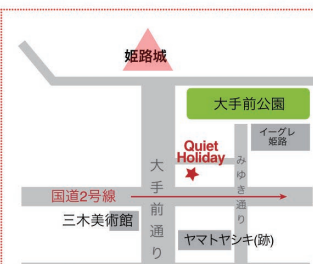 姫路城
大手前公園
イーグレ
姫路
Quiet
Holiday
みゆき通り
大手前通り
国道2号線
三木美術館
ヤマトヤシキ(跡)